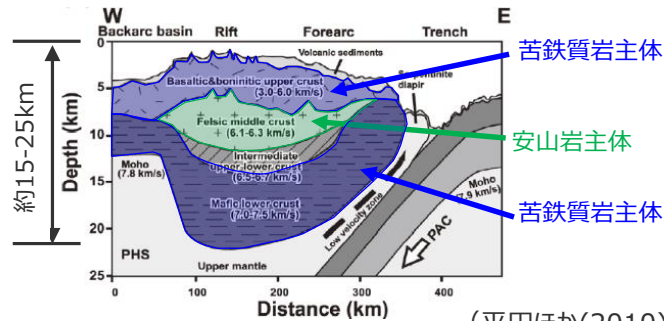 W
E
Backarc basin Rift Forearc Trench
0
Volcanic sediments
苦鉄質岩主体
Basaltic&boninitic upper crust
(3.0-6.0 km/s)
diapir
5
Felsic middle crust
(6.1-6.3 km/s)
安山岩主体
約15-25km
Depth (km)
10
Moho
(7.8 km/s)
Intermediate
upper lower crust
(6.5-6.7 km/s)
Moho
(7.9 km/s)
15
Mafic lower crust
(7.0-7.5 km/s)
苦鉄質岩主体
Low velocity zone
PAC
20
PHS
Upper mantle
25
0 100 200 300 400
Distance (km)